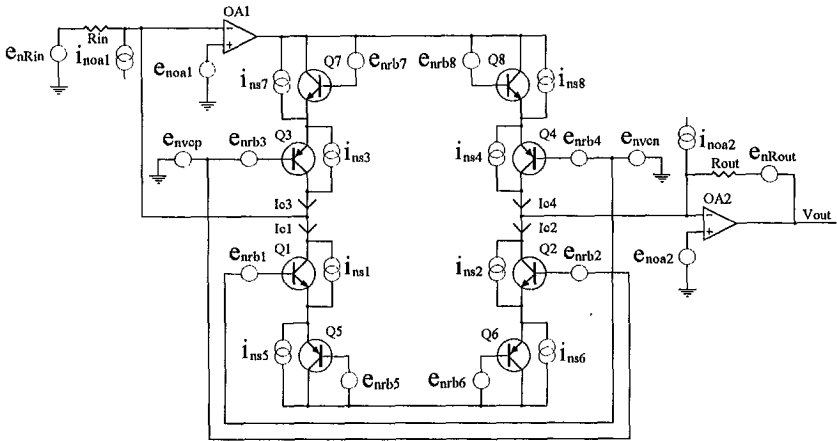 OA1
Rin
enRin
inoa1
enoa1
Q7
enrb7
enrb8
Q8
ins7
ins8
Q3
Q4
envcp
enrb3
ins3
ins4
enrb4
envcn
inoa2
Rout
enRout
OA2
Vout
Ic3
Ic4
Ic1
Ic2
enoa2
enrb1
Q1
ins1
ins2
Q2
enrb2
Q5
Q6
ins5
ins6
enrb5
enrb6